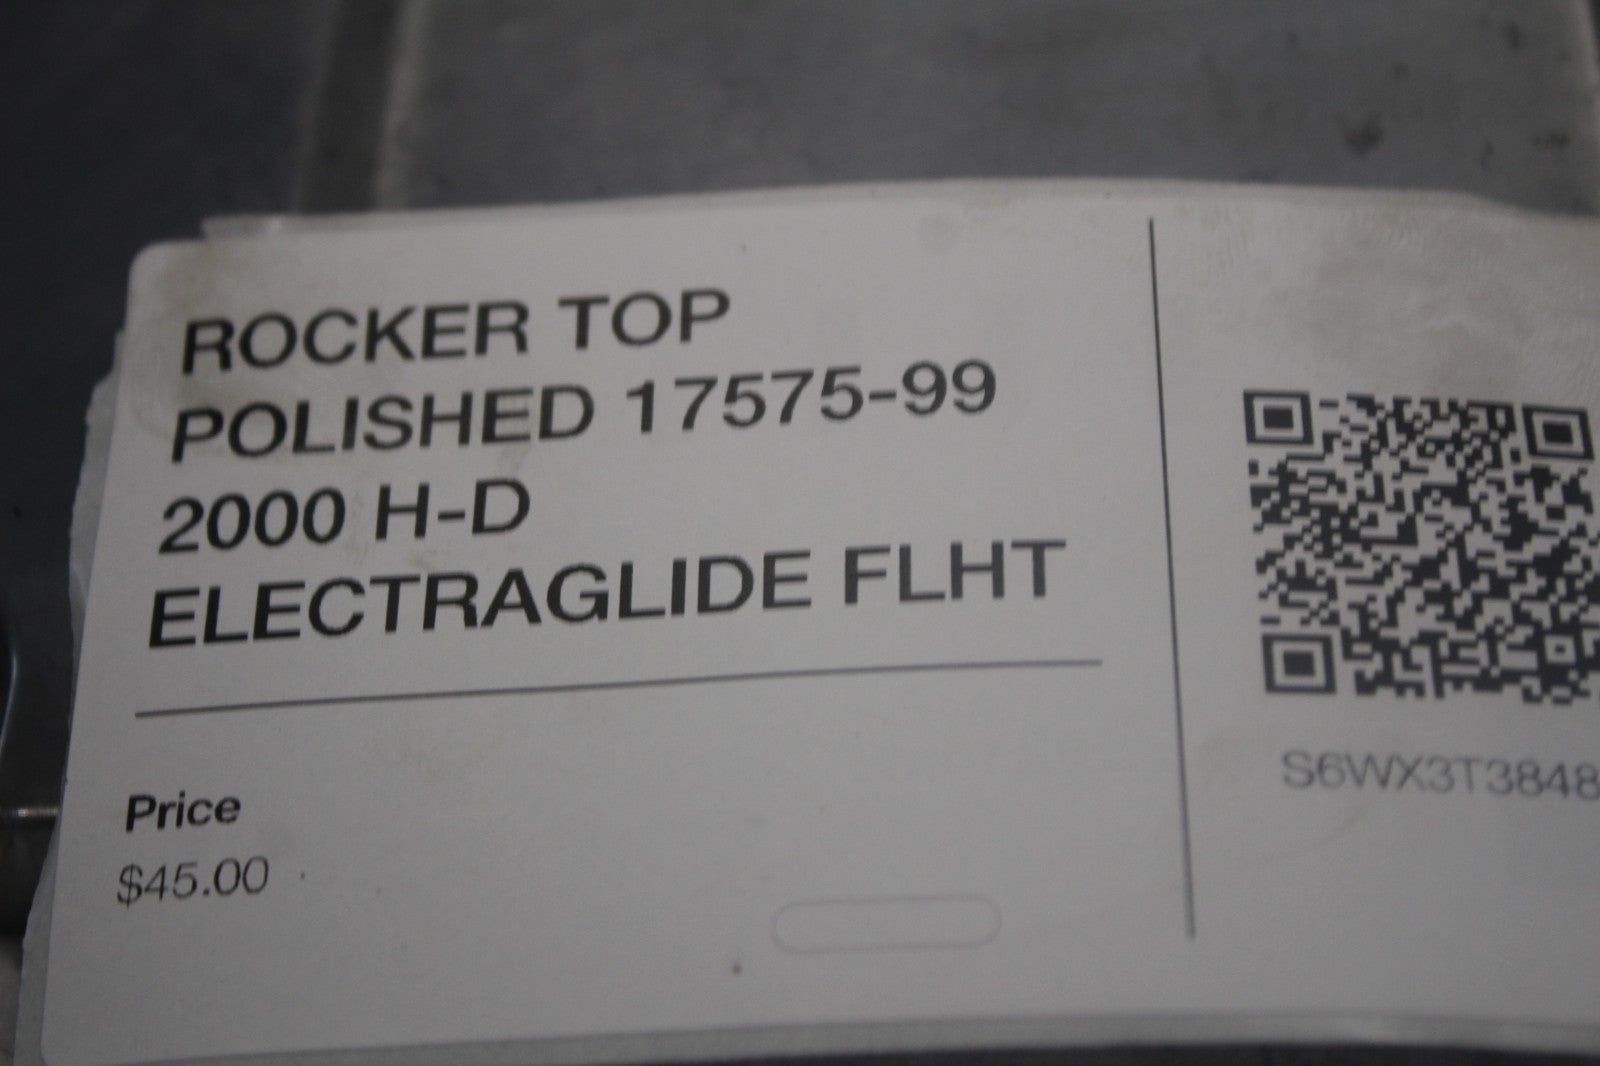 ROCKER TOP
POLISHED 17575-99
2000 H-D
ELECTRAGLIDE FLHT
Price
$45.00
S6WX3T3848